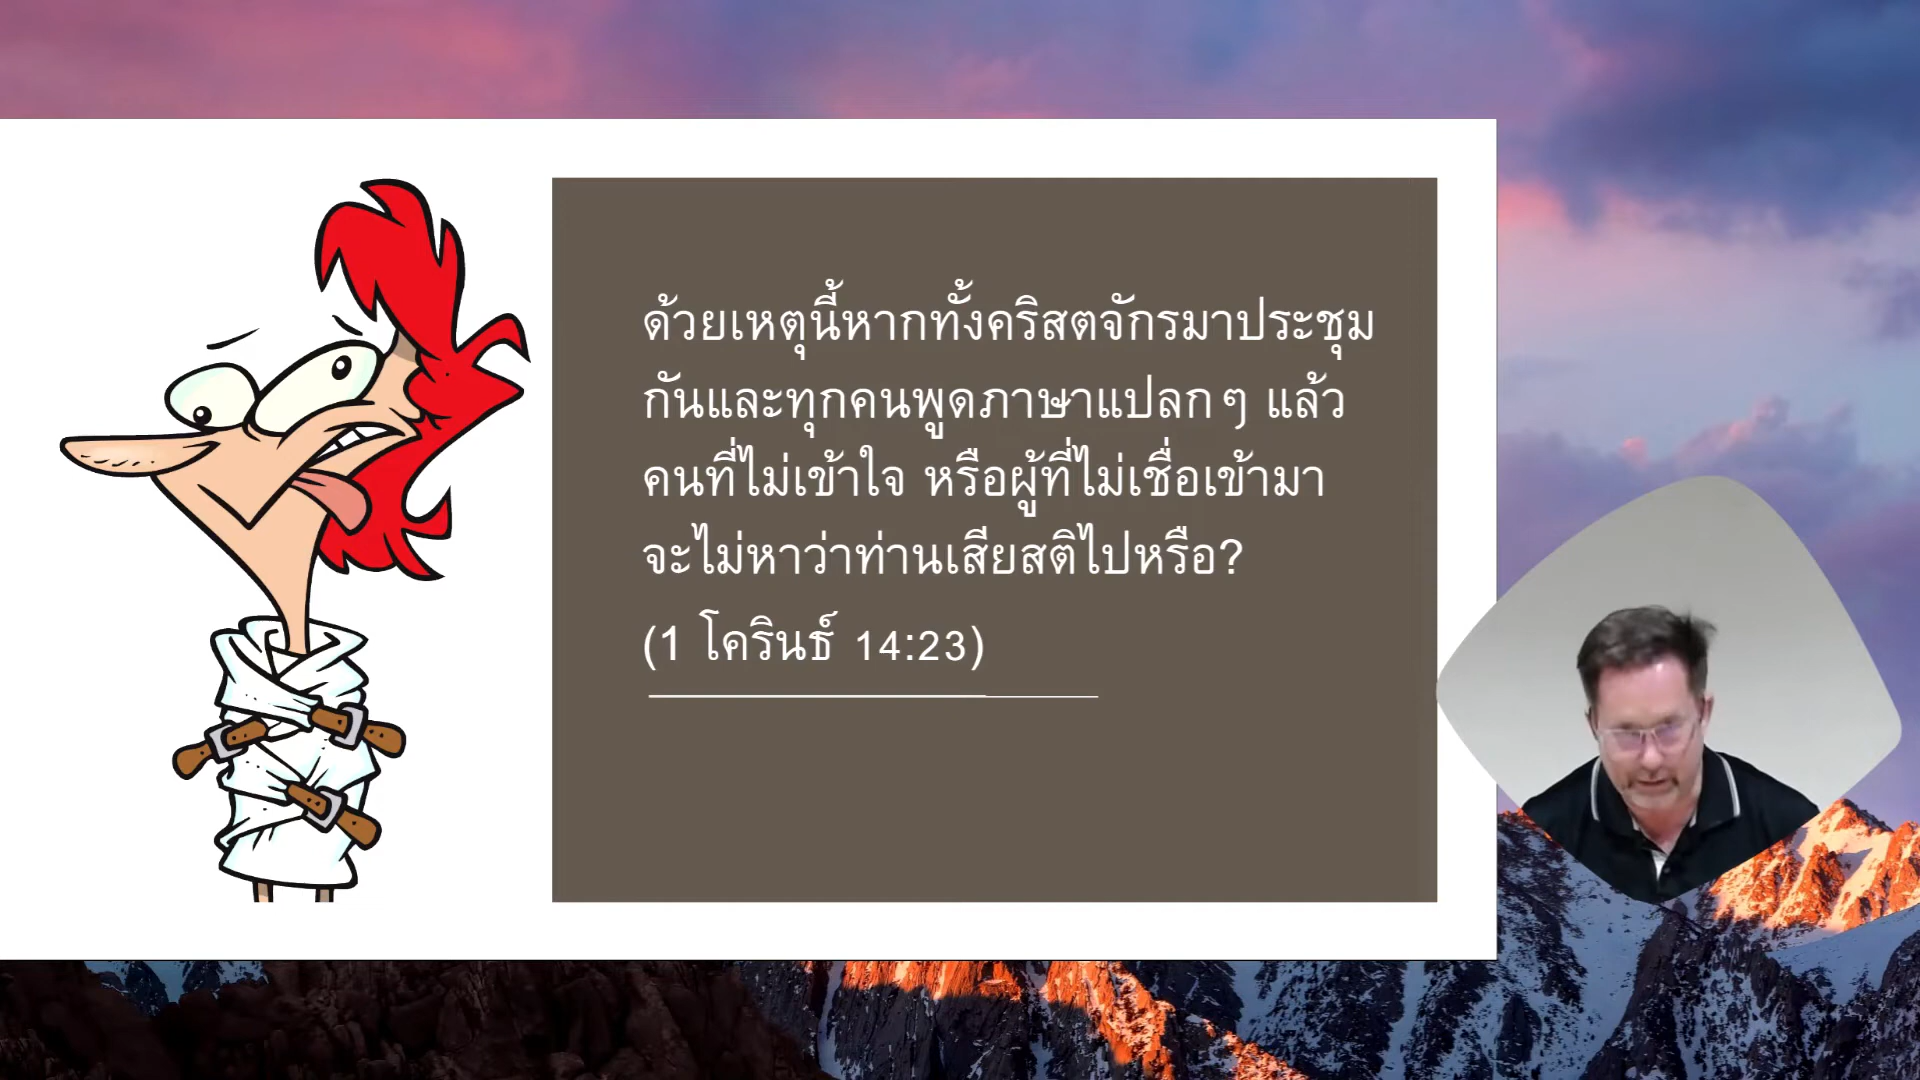 ด้วยเหตุนี้หากทั้งคริสตจักรมาประชุม
กันและทุกคนพูดภาษาแปลกๆ แล้ว
คนที่ไม่เข้าใจ หรือผู้ที่ไม่เชื่อเข้ามา
จะไม่หาว่าท่านเสียสติไปหรือ?
(1 โครินธ์ 14:23)